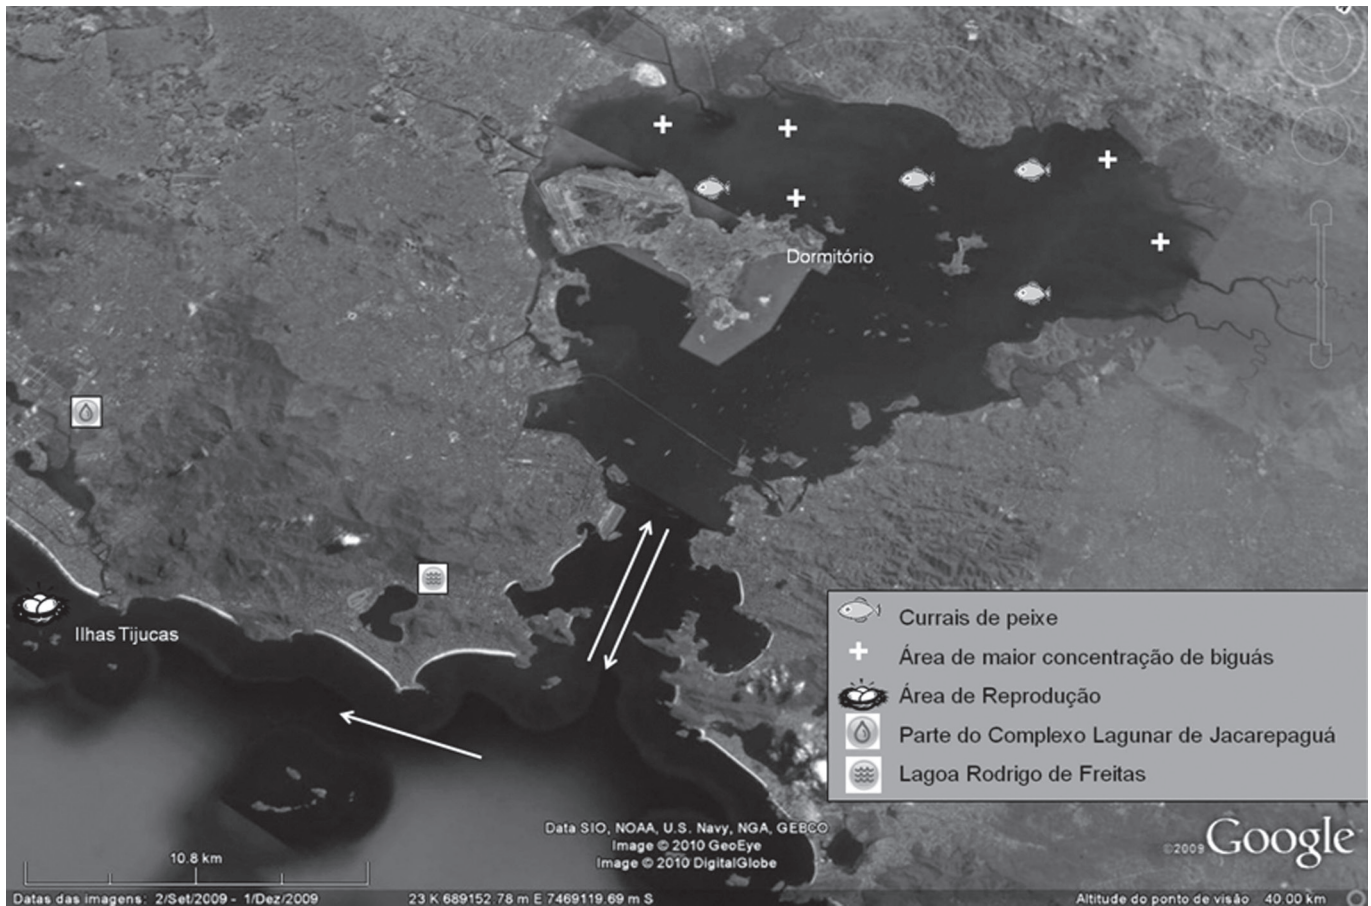 Dormitório
Ilhas Tijucas
Currais de peixe
Área de maior concentração de biguás
Área de Reprodução
Parte do Complexo Lagunar de Jacarepaguá
Lagoa Rodrigo de Freitas
Data SIO, NOAA, U.S. Navy, NGA, GEBCO
Image © 2010 GeoEye
Image © 2010 DigitalGlobe
©2009 Google
10.8 km
Datas das imagens: 2/Set/2009 - 1/Dez/2009
23 K 689152.78 m E 7469119.69 m S
Altitude do ponto de visão 40.00 km